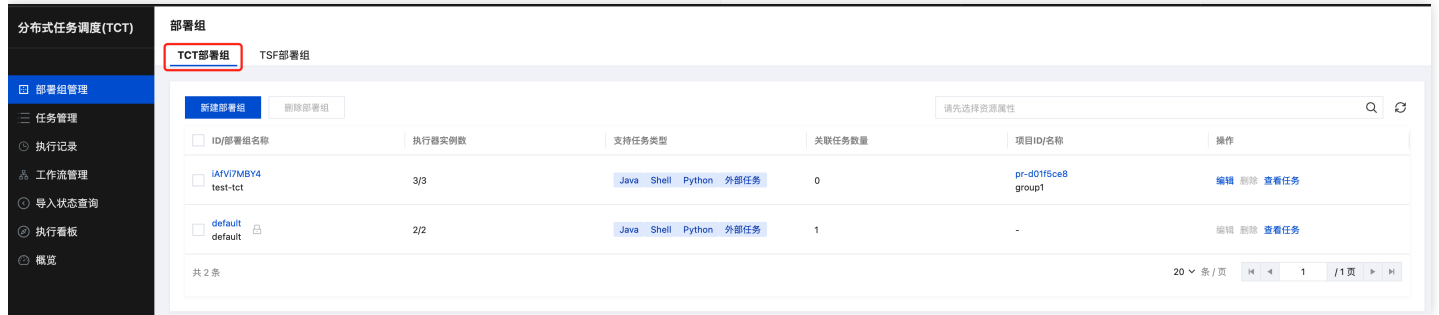 分布式任务调度(TCT)
部署组管理
任务管理
执行记录
工作流管理
导入状态查询
执行看板
概览
部署组
TCT部署组 TSF部署组
新建部署组 删除部署组 请先选择资源属性
ID/部署组名称 执行器实例数 支持任务类型 关联任务数量 项目ID/名称 操作
iAfVi7MBY4 pr-d01f5ce8
3/3 Java Shell Python 外部任务 0 编辑 删除 查看任务
test-tct group1
default
2/2 Java Shell Python 外部任务 1 - 编辑 删除 查看任务
default
共 2 条 20 条 / 页 1 / 1 页